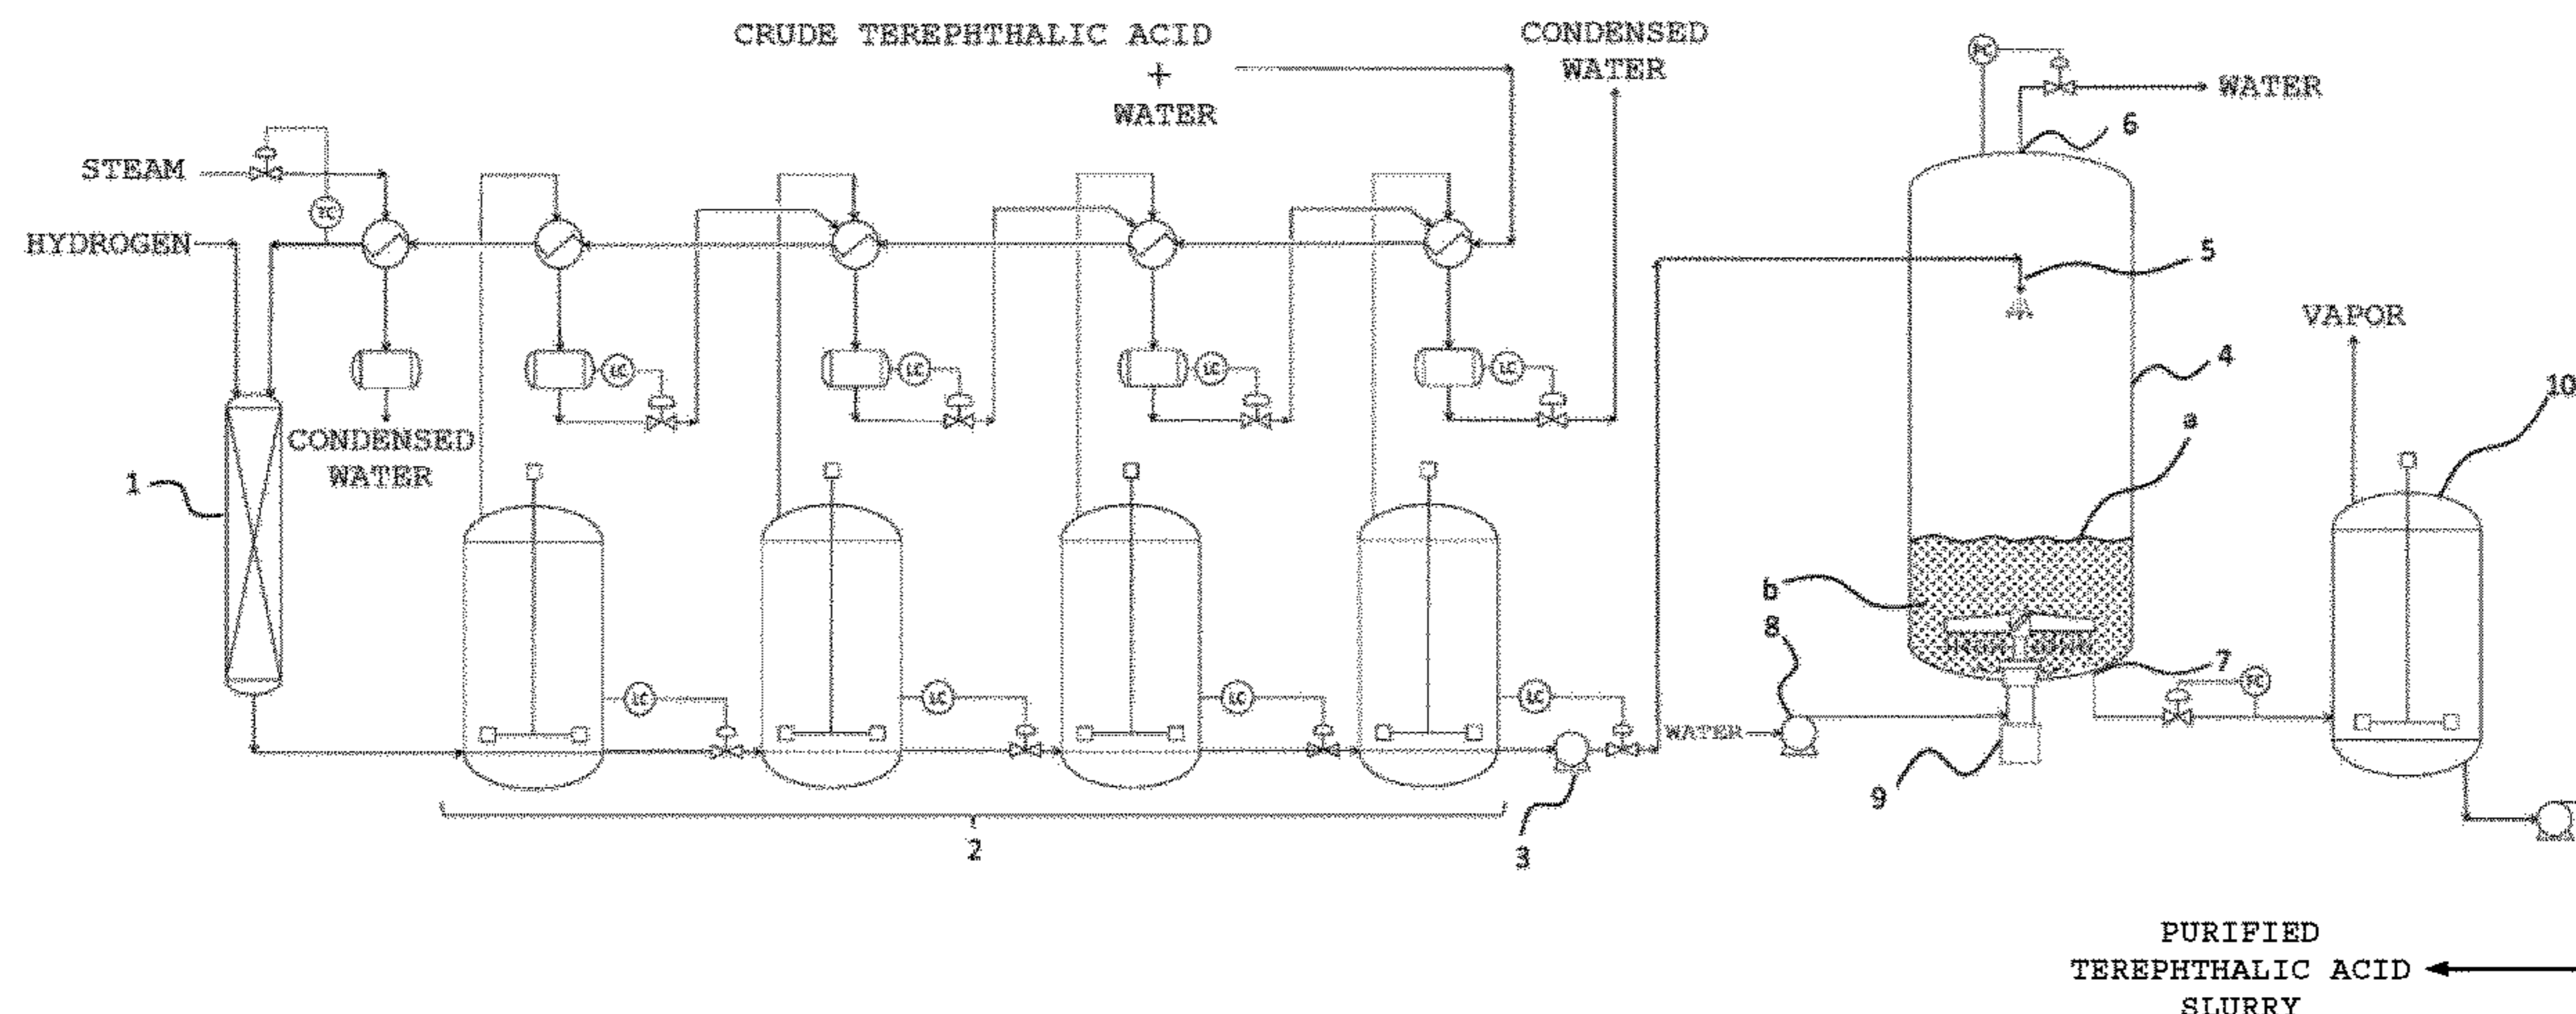 CRUDE TEREPHTHALIC ACID
+
WATER
CONDENSED
WATER
PC
WATER
6
STEAM
TC
HYDROGEN
5
VAPOR
4
LC
LC
LC
LC
10
a
CONDENSED
WATER
1
b
8
7
LC
LC
LC
LC
FC
WATER
9
2
3
PURIFIED
TEREPHTHALIC ACID
SLURRY